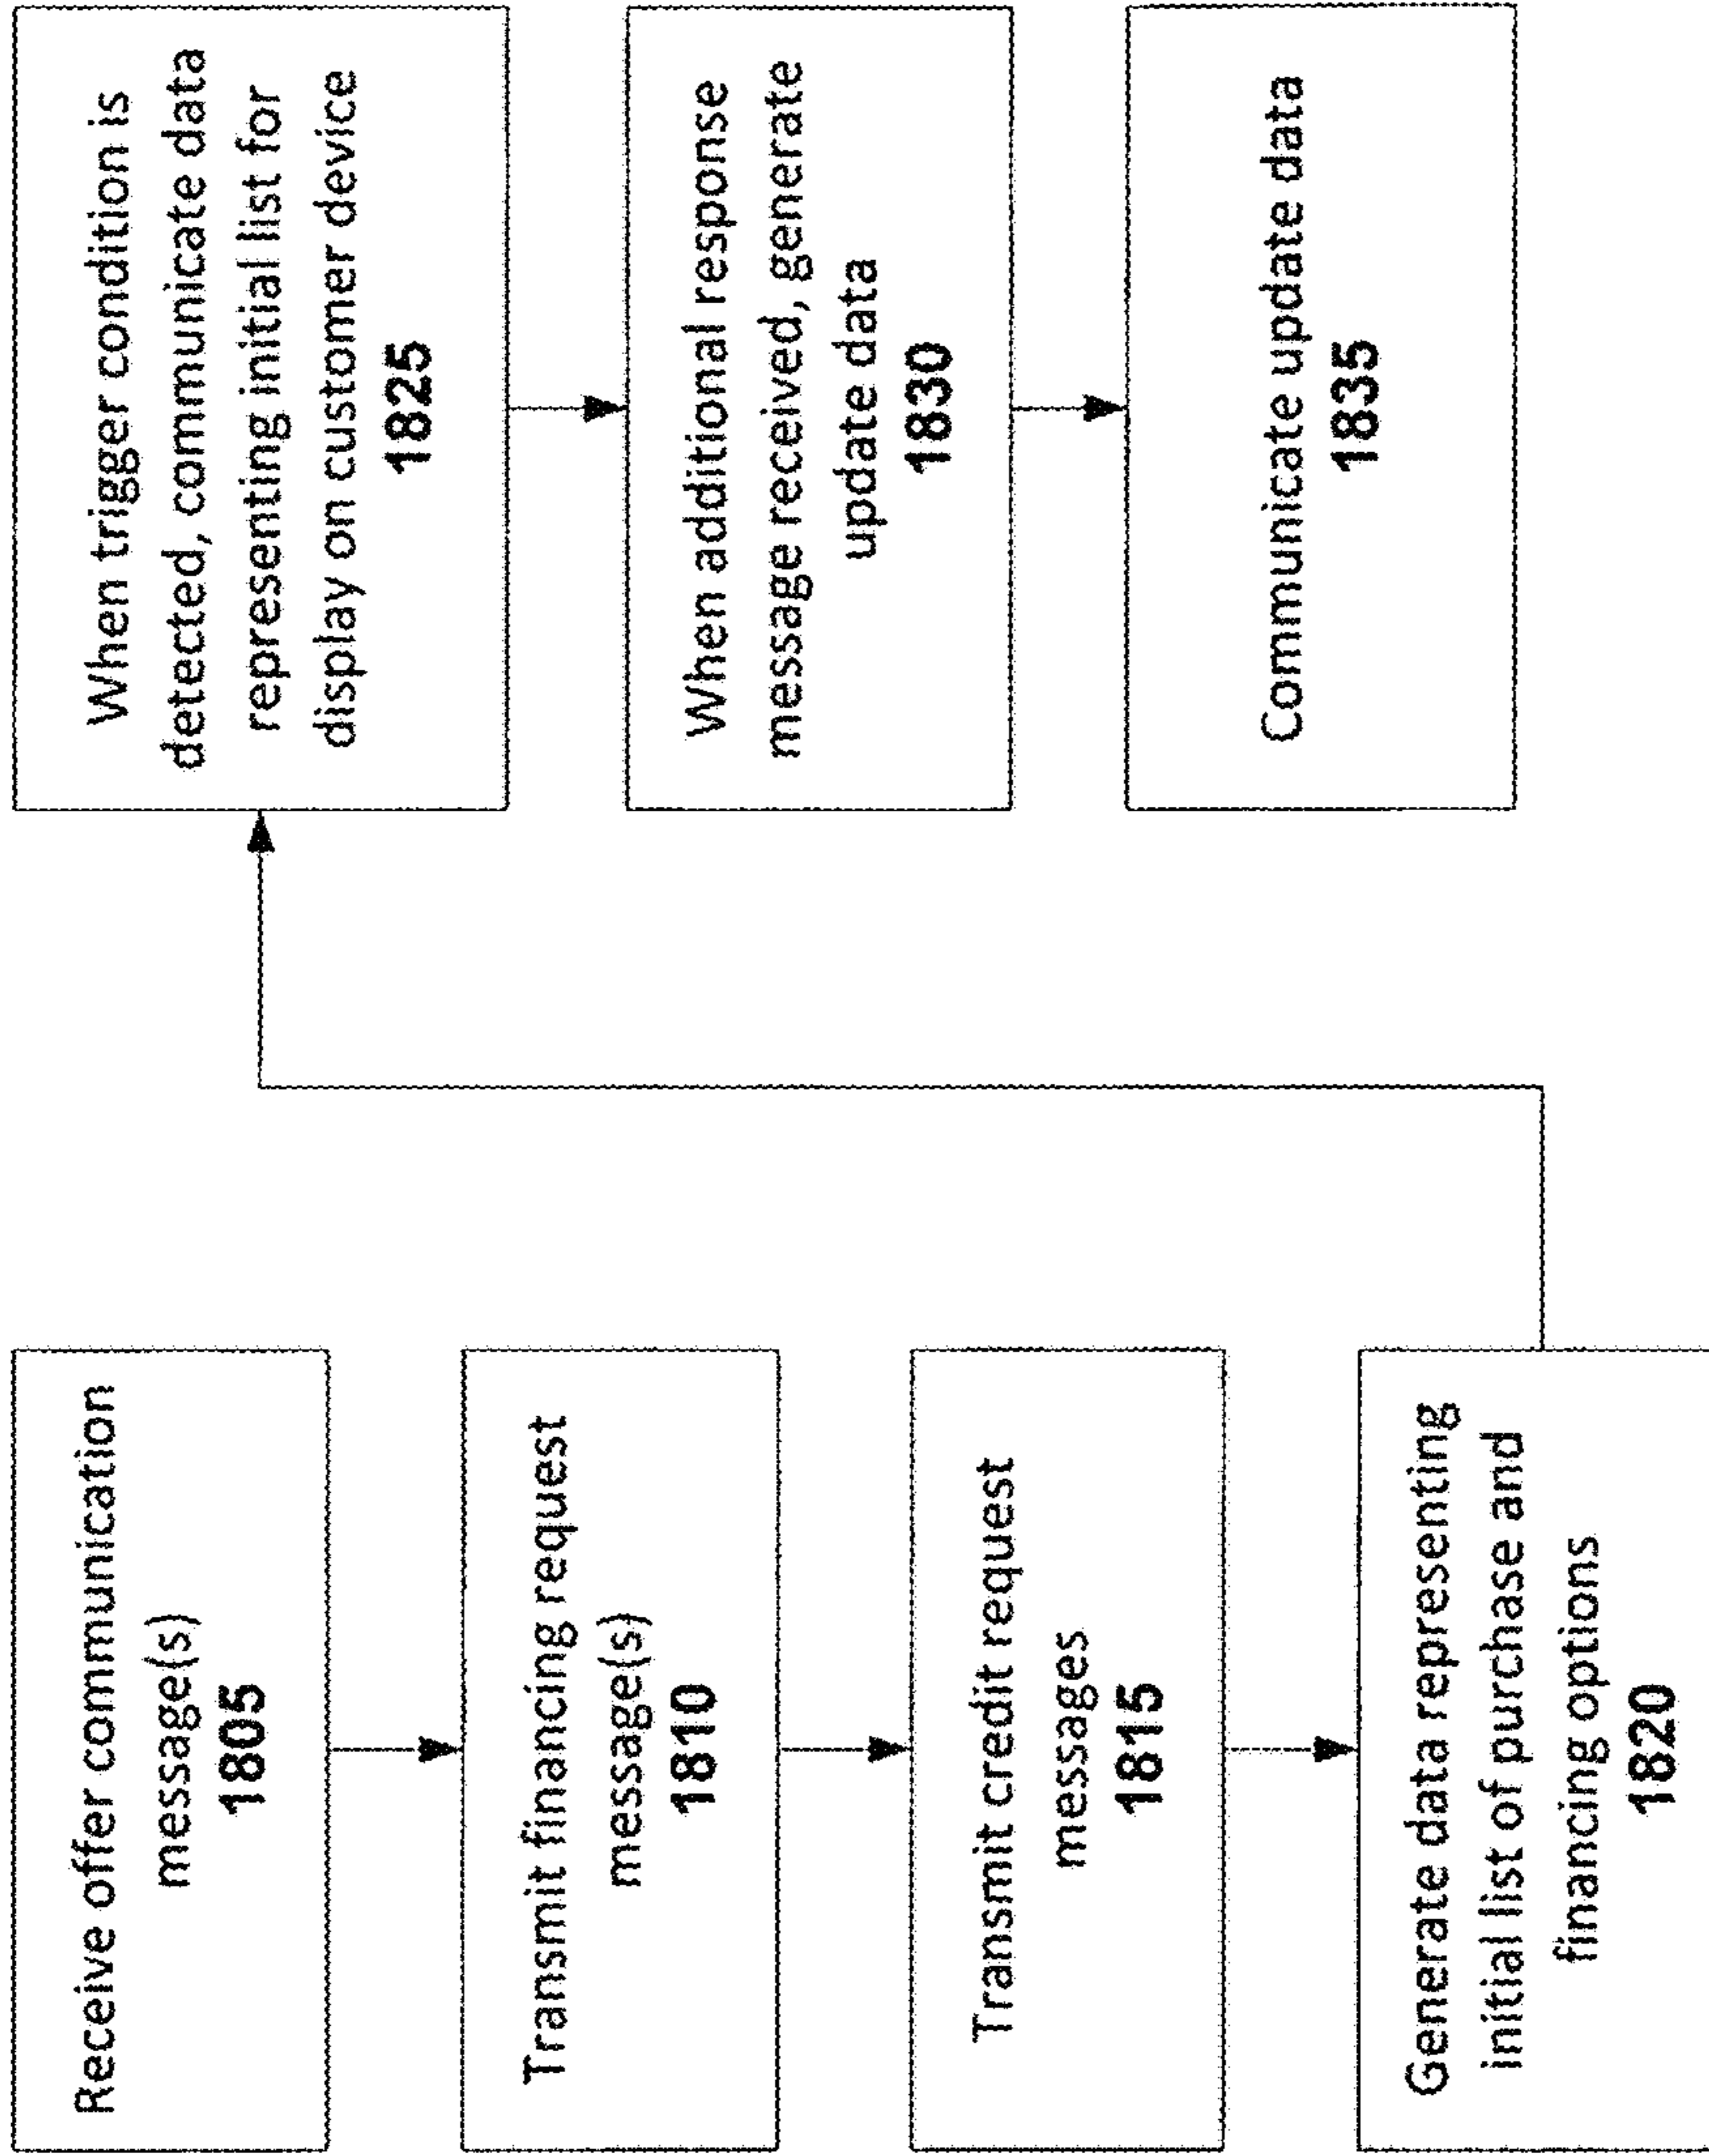 Receive offer communication
message(s)
1805
Transmit financing request
message(s)
1810
Transmit credit request
messages
1815
Generate data representing
initial list of purchase and
financing options
1820
When trigger condition is
detected, communicate data
representing initial list for
display on customer device
1825
When additional response
message received, generate
update data
1830
Communicate update data
1835